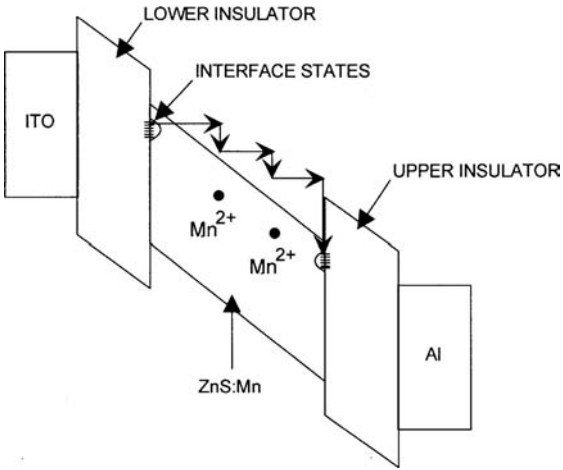 LOWER INSULATOR
INTERFACE STATES
ITO
UPPER INSULATOR
Mn2+
Mn2+
Al
ZnS:Mn